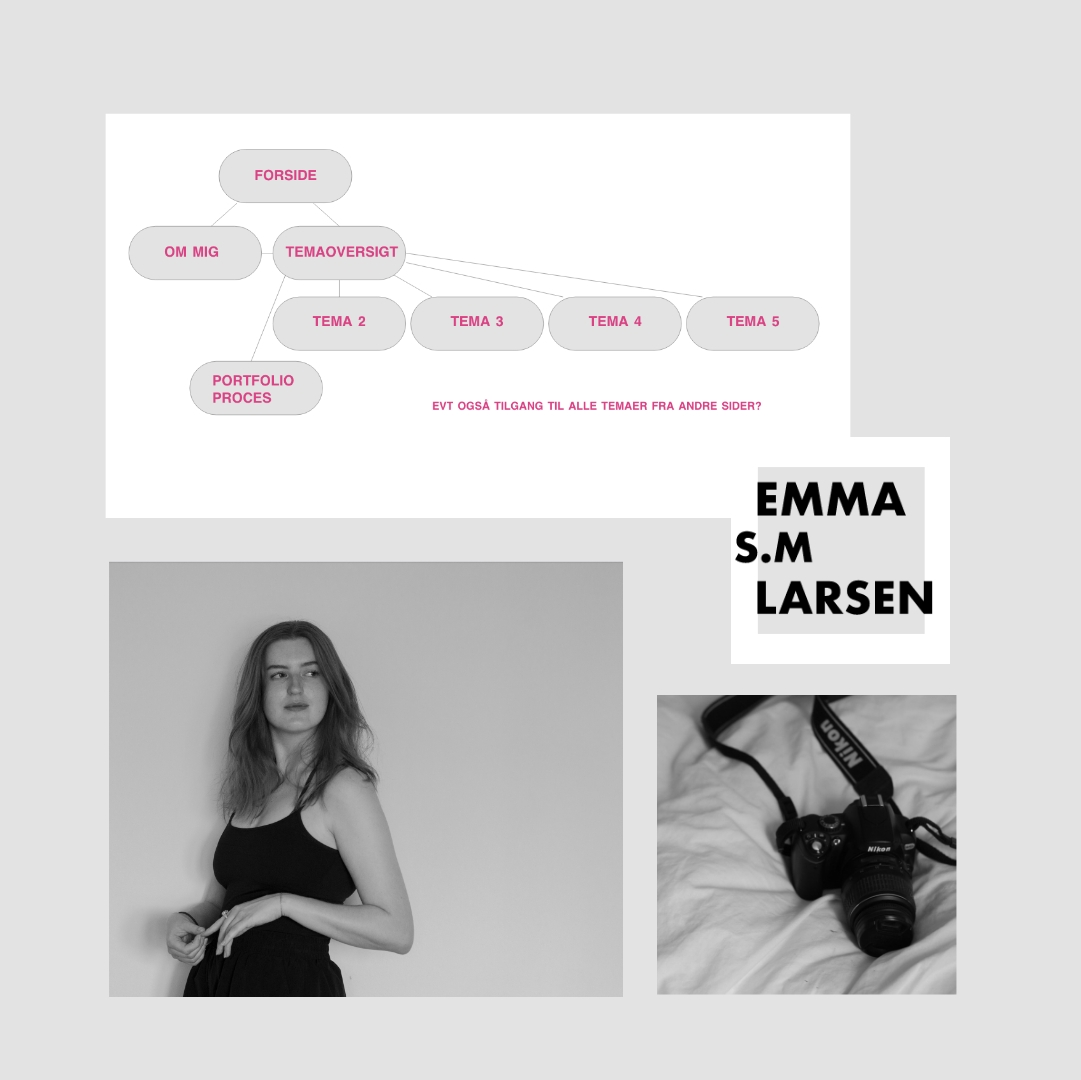 FORSIDE
OM MIG
TEMAOVERSIGT
TEMA 2
TEMA 3
TEMA 4
TEMA 5
PORTFOLIO
PROCES
EVT OGSÅ TILGANG TIL ALLE TEMAER FRA ANDRE SIDER?
EMMA
S.M
LARSEN
Nikon
Nikon